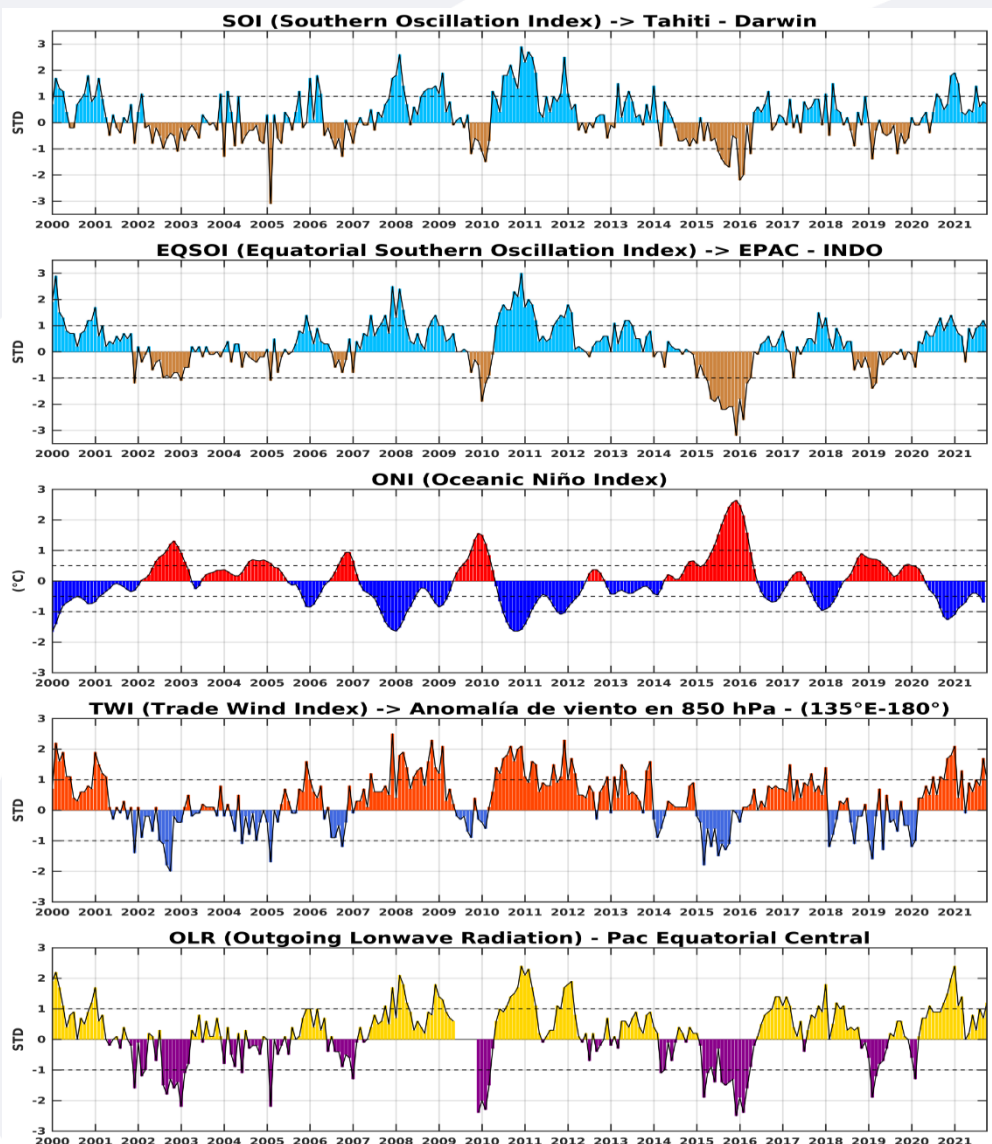 SOI (Southern Oscillation Index) -> Tahiti - Darwin
3
2
1
0
-1
-2
-3
STD
2000 2001 2002 2003 2004 2005 2006 2007 2008 2009 2010 2011 2012 2013 2014 2015 2016 2017 2018 2019 2020 2021
EQSOI (Equatorial Southern Oscillation Index) -> EPAC - INDO
3
2
1
0
-1
-2
-3
STD
2000 2001 2002 2003 2004 2005 2006 2007 2008 2009 2010 2011 2012 2013 2014 2015 2016 2017 2018 2019 2020 2021
ONI (Oceanic Niño Index)
3
2
1
0
-1
-2
-3
(°C)
2000 2001 2002 2003 2004 2005 2006 2007 2008 2009 2010 2011 2012 2013 2014 2015 2016 2017 2018 2019 2020 2021
TWI (Trade Wind Index) -> Anomalía de viento en 850 hPa - (135°E-180°)
3
2
1
0
-1
-2
-3
STD
2000 2001 2002 2003 2004 2005 2006 2007 2008 2009 2010 2011 2012 2013 2014 2015 2016 2017 2018 2019 2020 2021
OLR (Outgoing Lonwave Radiation) - Pac Equatorial Central
3
2
1
0
-1
-2
-3
STD
2000 2001 2002 2003 2004 2005 2006 2007 2008 2009 2010 2011 2012 2013 2014 2015 2016 2017 2018 2019 2020 2021